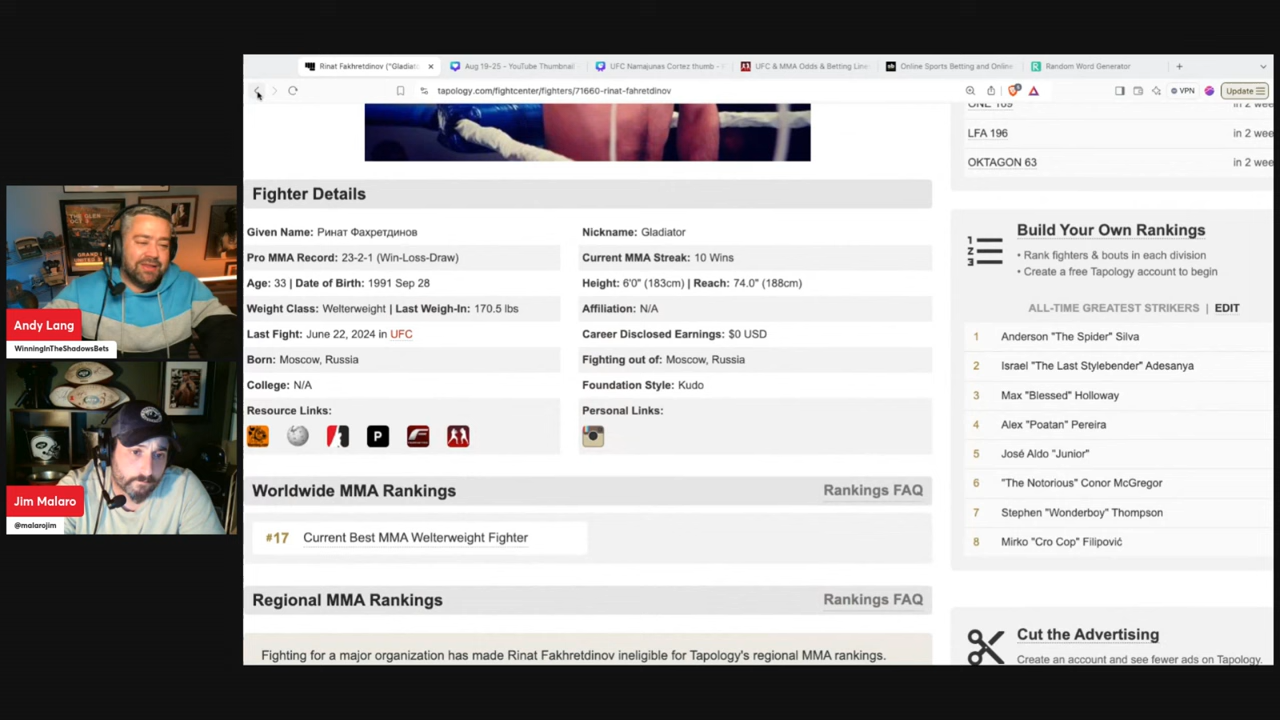 Rinat Fakhretdinov ("Gladiat
Aug 19-25 - YouTube Thumbnail
UFC Namajunas Cortez thumb -
UFC & MMA Odds & Betting Line
Online Sports Betting and Online
Random Word Generator
tapology.com/fightcenter/fighters/71660-rinat-fahretdinov
VPN
Update
ONE 169
in 2 wee
LFA 196
in 2 wee
OKTAGON 63
in 2 wee
Fighter Details
Given Name: Ринат Фахретдинов
Nickname: Gladiator
Pro MMA Record: 23-2-1 (Win-Loss-Draw)
Current MMA Streak: 10 Wins
Age: 33 | Date of Birth: 1991 Sep 28
Height: 6'0" (183cm) | Reach: 74.0" (188cm)
Weight Class: Welterweight | Last Weigh-In: 170.5 lbs
Affiliation: N/A
Last Fight: June 22, 2024 in UFC
Career Disclosed Earnings: $0 USD
Born: Moscow, Russia
Fighting out of: Moscow, Russia
College: N/A
Foundation Style: Kudo
Resource Links:
Personal Links:
P
Worldwide MMA Rankings
Rankings FAQ
#17 Current Best MMA Welterweight Fighter
Regional MMA Rankings
Rankings FAQ
Fighting for a major organization has made Rinat Fakhretdinov ineligible for Tapology's regional MMA rankings.
Build Your Own Rankings
• Rank fighters & bouts in each division
• Create a free Tapology account to begin
ALL-TIME GREATEST STRIKERS | EDIT
1 Anderson "The Spider" Silva
2 Israel "The Last Stylebender" Adesanya
3 Max "Blessed" Holloway
4 Alex "Poatan" Pereira
5 José Aldo "Junior"
6 "The Notorious" Conor McGregor
7 Stephen "Wonderboy" Thompson
8 Mirko "Cro Cop" Filipović
Cut the Advertising
Create an account and see fewer ads on Tapology.
Andy Lang
WinningInTheShadowsBets
Jim Malaro
@malarojim